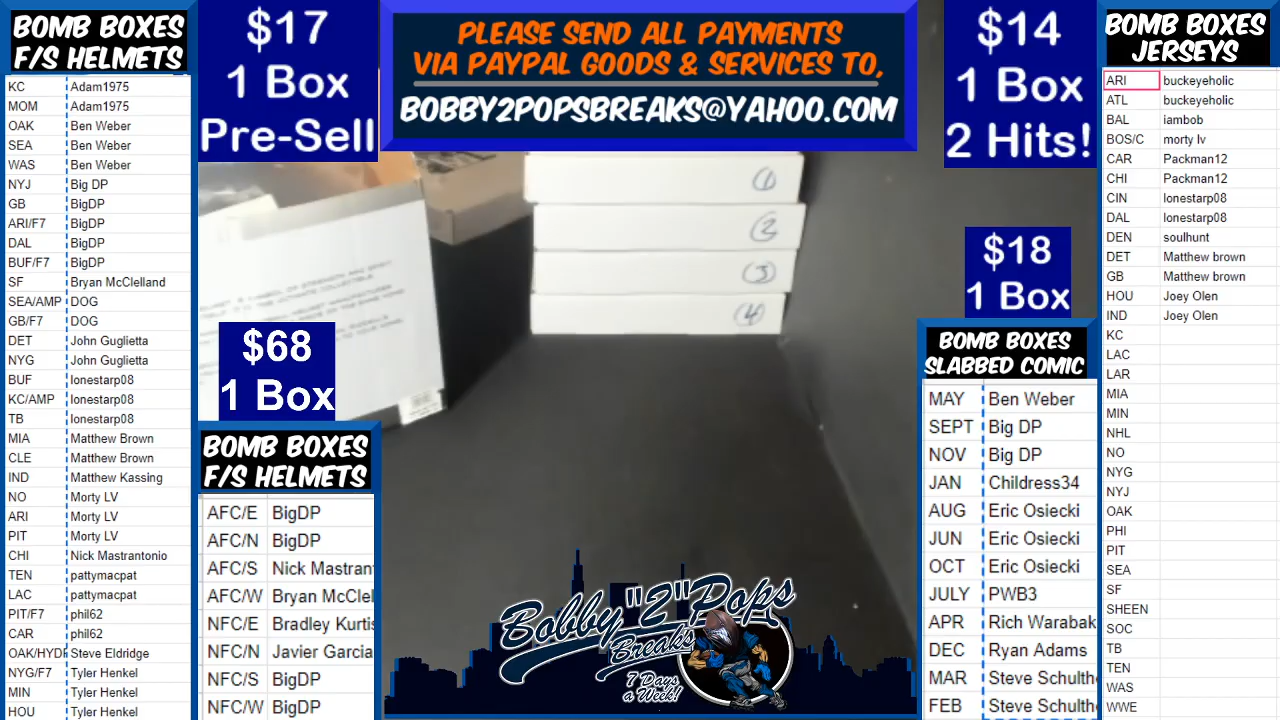 BOMB BOXES
F/S HELMETS
KC Adam1975
MOM Adam1975
OAK Ben Weber
SEA Ben Weber
WAS Ben Weber
NYJ Big DP
GB BigDP
ARI/F7 BigDP
DAL BigDP
BUF/F7 BigDP
SF Bryan McClelland
SEA/AMP DOG
GB/F7 DOG
DET John Guglietta
NYG John Guglietta
BUF lonestarp08
KC/AMP lonestarp08
TB lonestarp08
MIA Matthew Brown
CLE Matthew Brown
IND Matthew Kassing
NO Morty LV
ARI Morty LV
PIT Morty LV
CHI Nick Mastrantonio
TEN pattymacpat
LAC pattymacpat
PIT/F7 phil62
CAR phil62
OAK/HYDF Steve Eldridge
NYG/F7 Tyler Henkel
MIN Tyler Henkel
HOU Tyler Henkel
$17
1 Box
Pre-Sell
PLEASE SEND ALL PAYMENTS
VIA PAYPAL GOODS & SERVICES TO,
BOBBY2POPSBREAKS@YAHOO.COM
1
2
3
4
$68
1 Box
BOMB BOXES
F/S HELMETS
AFC/E BigDP
AFC/N BigDP
AFC/S Nick Mastran
AFC/W Bryan McClel
NFC/E Bradley Kurtis
NFC/N Javier Garcia
NFC/S BigDP
NFC/W BigDP
Bobby "2" Pops
Breaks
7 Days
a Week!
$14
1 Box
2 Hits!
$18
1 Box
BOMB BOXES
SLABBED COMIC
MAY Ben Weber
SEPT Big DP
NOV Big DP
JAN Childress34
AUG Eric Osiecki
JUN Eric Osiecki
OCT Eric Osiecki
JULY PWB3
APR Rich Warabak
DEC Ryan Adams
MAR Steve Schulth
FEB Steve Schulth
BOMB BOXES
JERSEYS
ARI buckeyeholic
ATL buckeyeholic
BAL iambob
BOS/C morty lv
CAR Packman12
CHI Packman12
CIN lonestarp08
DAL lonestarp08
DEN soulhunt
DET Matthew brown
GB Matthew brown
HOU Joey Olen
IND Joey Olen
KC
LAC
LAR
MIA
MIN
NHL
NO
NYG
NYJ
OAK
PHI
PIT
SEA
SF
SHEEN
SOC
TB
TEN
WAS
WWE